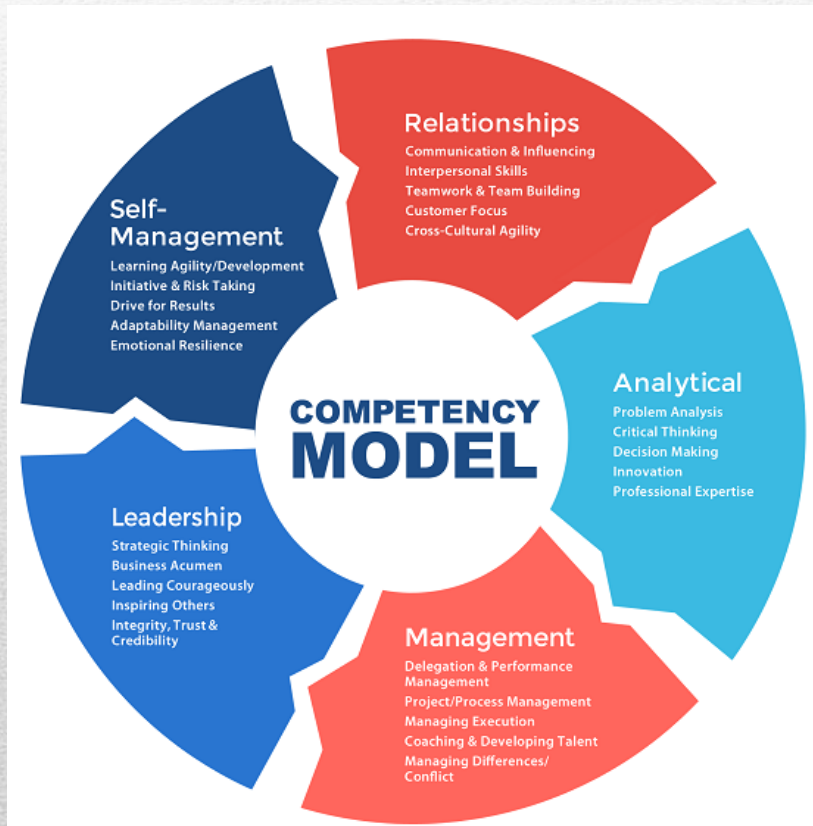 Relationships
Communication & Influencing
Interpersonal Skills
Teamwork & Team Building
Customer Focus
Cross-Cultural Agility
Self-
Management
Learning Agility/Development
Initiative & Risk Taking
Drive for Results
Adaptability Management
Emotional Resilience
COMPETENCY
MODEL
Analytical
Problem Analysis
Critical Thinking
Decision Making
Innovation
Professional Expertise
Leadership
Strategic Thinking
Business Acumen
Leading Courageously
Inspiring Others
Integrity, Trust &
Credibility
Management
Delegation & Performance
Management
Project/Process Management
Managing Execution
Coaching & Developing Talent
Managing Differences/
Conflict